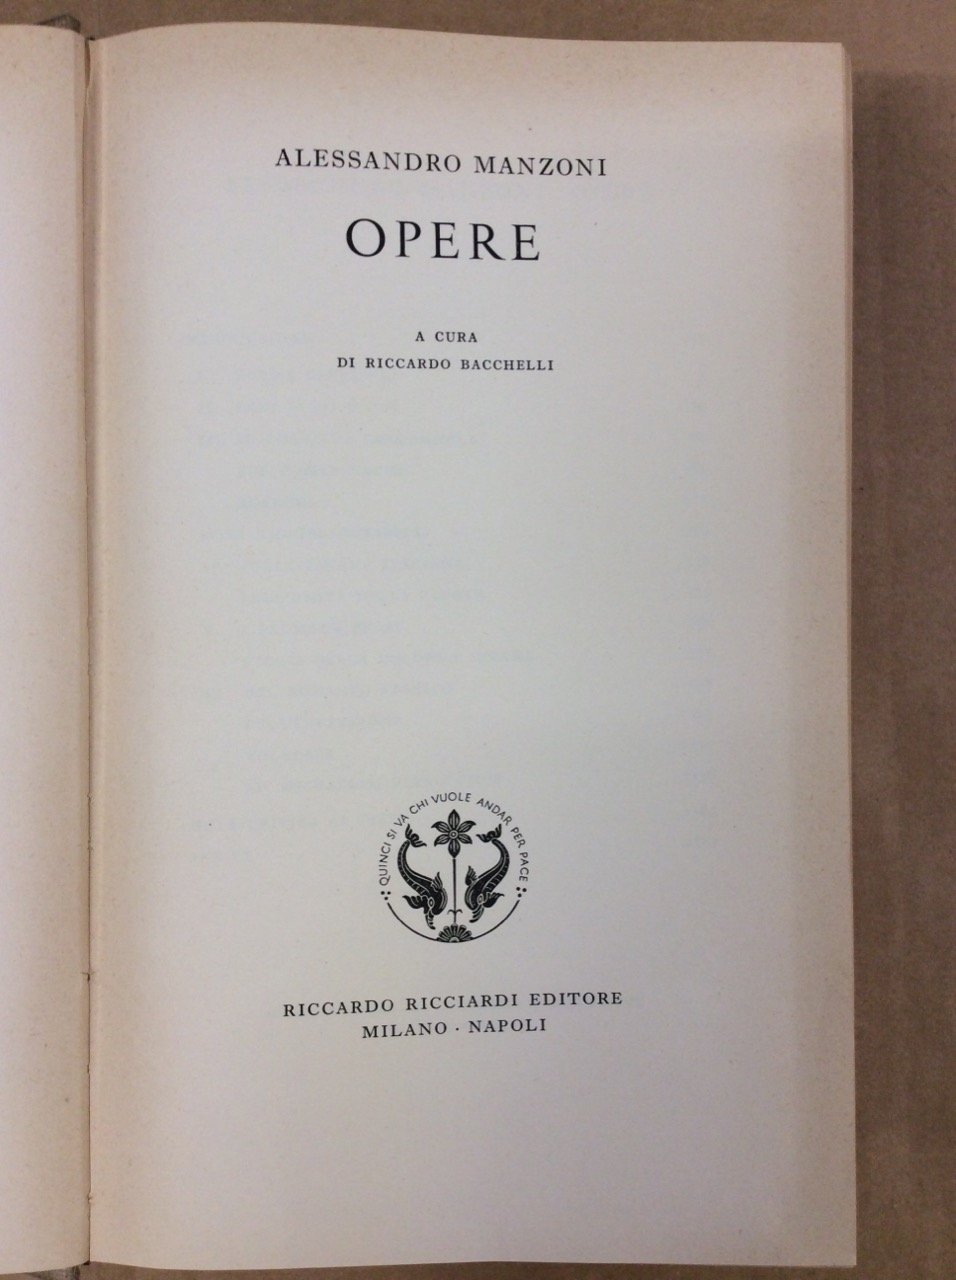 ALESSANDRO MANZONI
OPERE
A CURA
DI RICCARDO BACCHELLI
QUINCI SI VA CHI VUOLE ANDAR PER PACE
RICCARDO RICCIARDI EDITORE
MILANO · NAPOLI